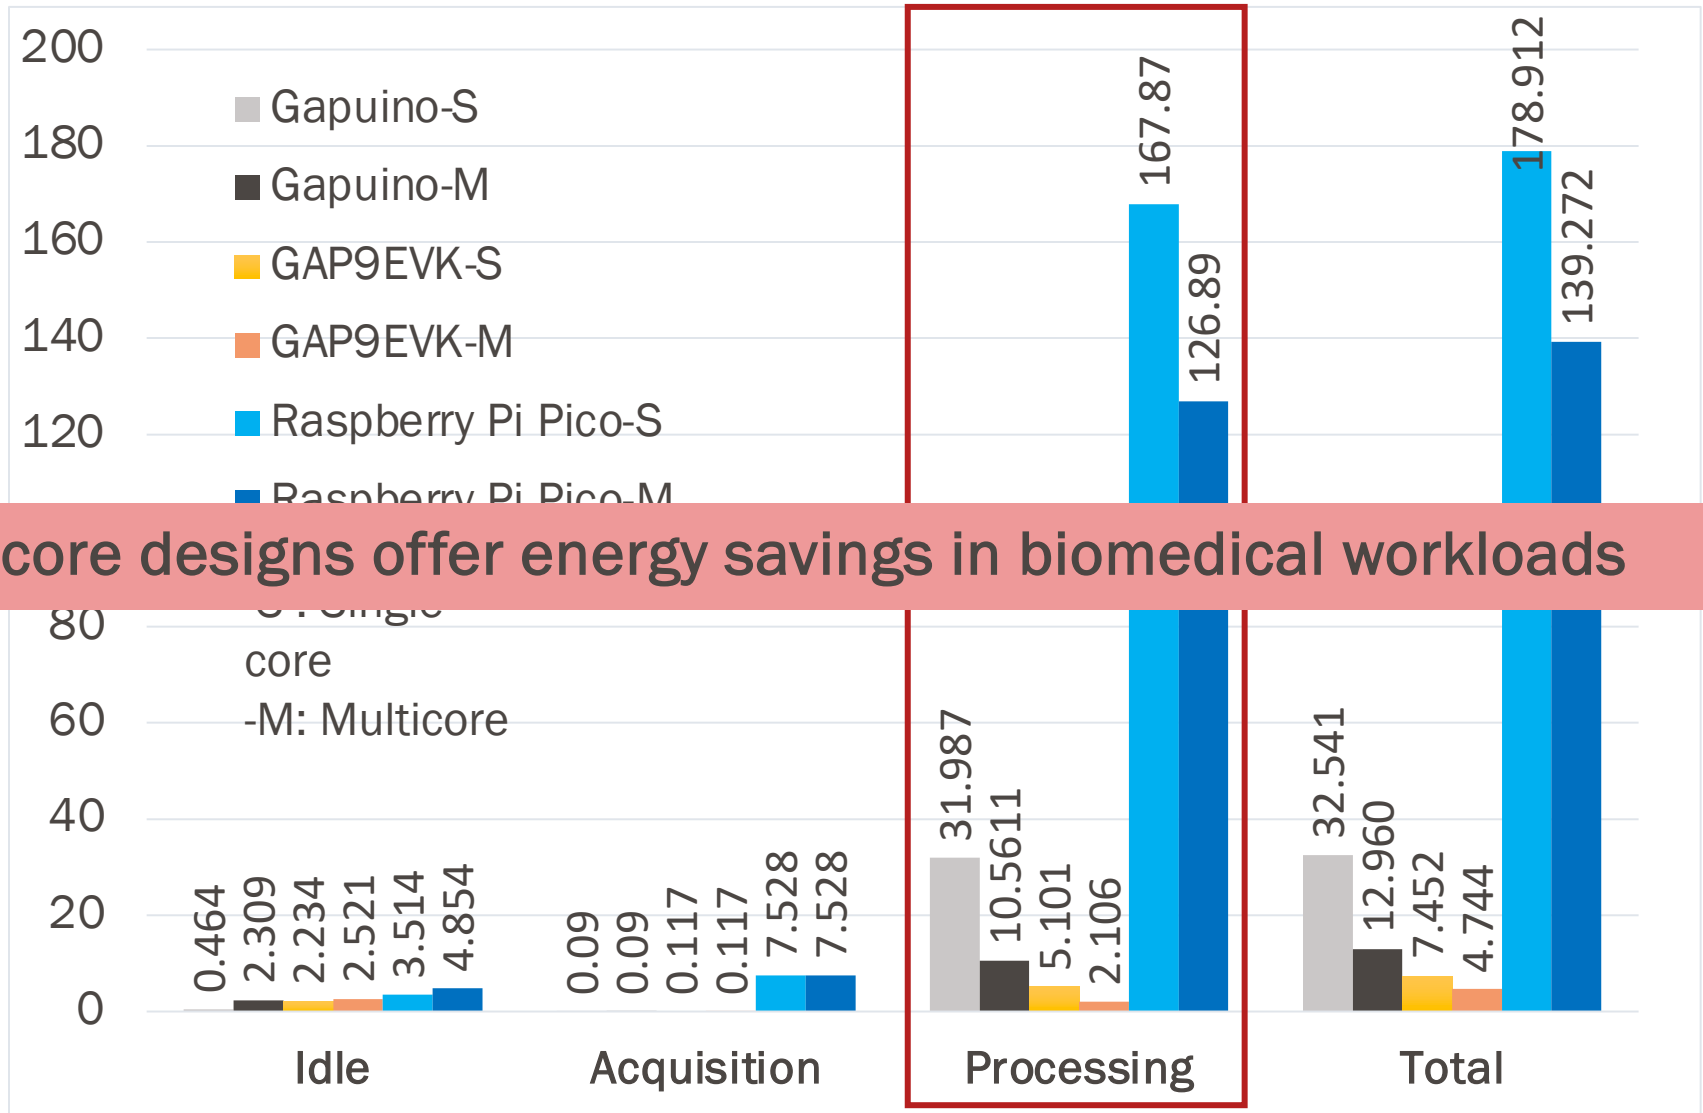 200
180
160
140
120
80
60
40
20
0
Gapuino-S
Gapuino-M
GAP9EVK-S
GAP9EVK-M
Raspberry Pi Pico-S
Raspberry Pi Pico-M
core designs offer energy savings in biomedical workloads
-S : Single
core
-M: Multicore
0.464
2.309
2.234
2.521
3.514
4.854
0.09
0.09
0.117
0.117
7.528
7.528
31.987
10.5611
5.101
2.106
167.87
126.89
32.541
12.960
7.452
4.744
178.912
139.272
Idle
Acquisition
Processing
Total